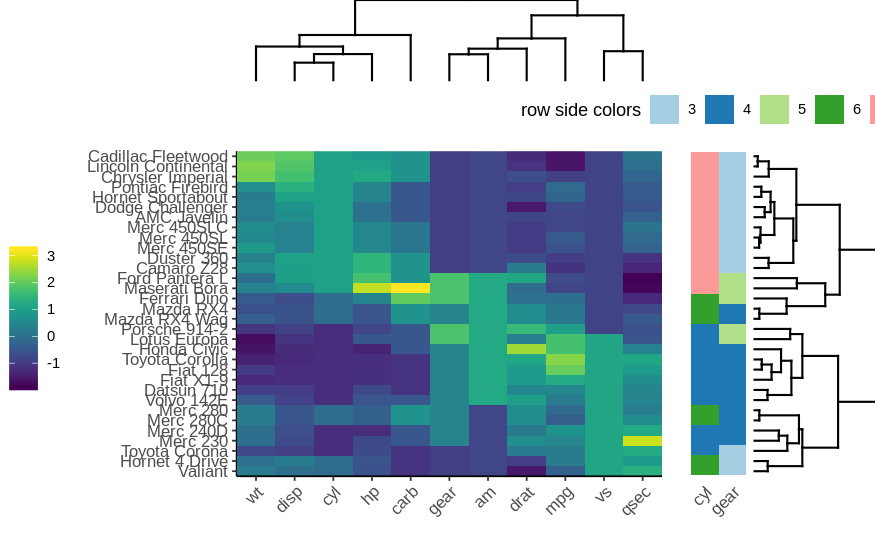 row side colors 3 4 5 6
Cadillac Fleetwood
Lincoln Continental
Chrysler Imperial
Pontiac Firebird
Hornet Sportabout
Dodge Challenger
AMC Javelin
Merc 450SLC
Merc 450SL
Merc 450SE
Duster 360
Camaro Z28
Ford Pantera L
Maserati Bora
Ferrari Dino
Mazda RX4
Mazda RX4 Wag
Porsche 914-2
Lotus Europa
Honda Civic
Toyota Corolla
Fiat 128
Fiat X1-9
Datsun 710
Volvo 142E
Merc 280
Merc 280C
Merc 240D
Merc 230
Toyota Corona
Hornet 4 Drive
Valiant
3
2
1
0
-1
wt disp cyl hp carb gear am drat mpg vs qsec
cyl gear